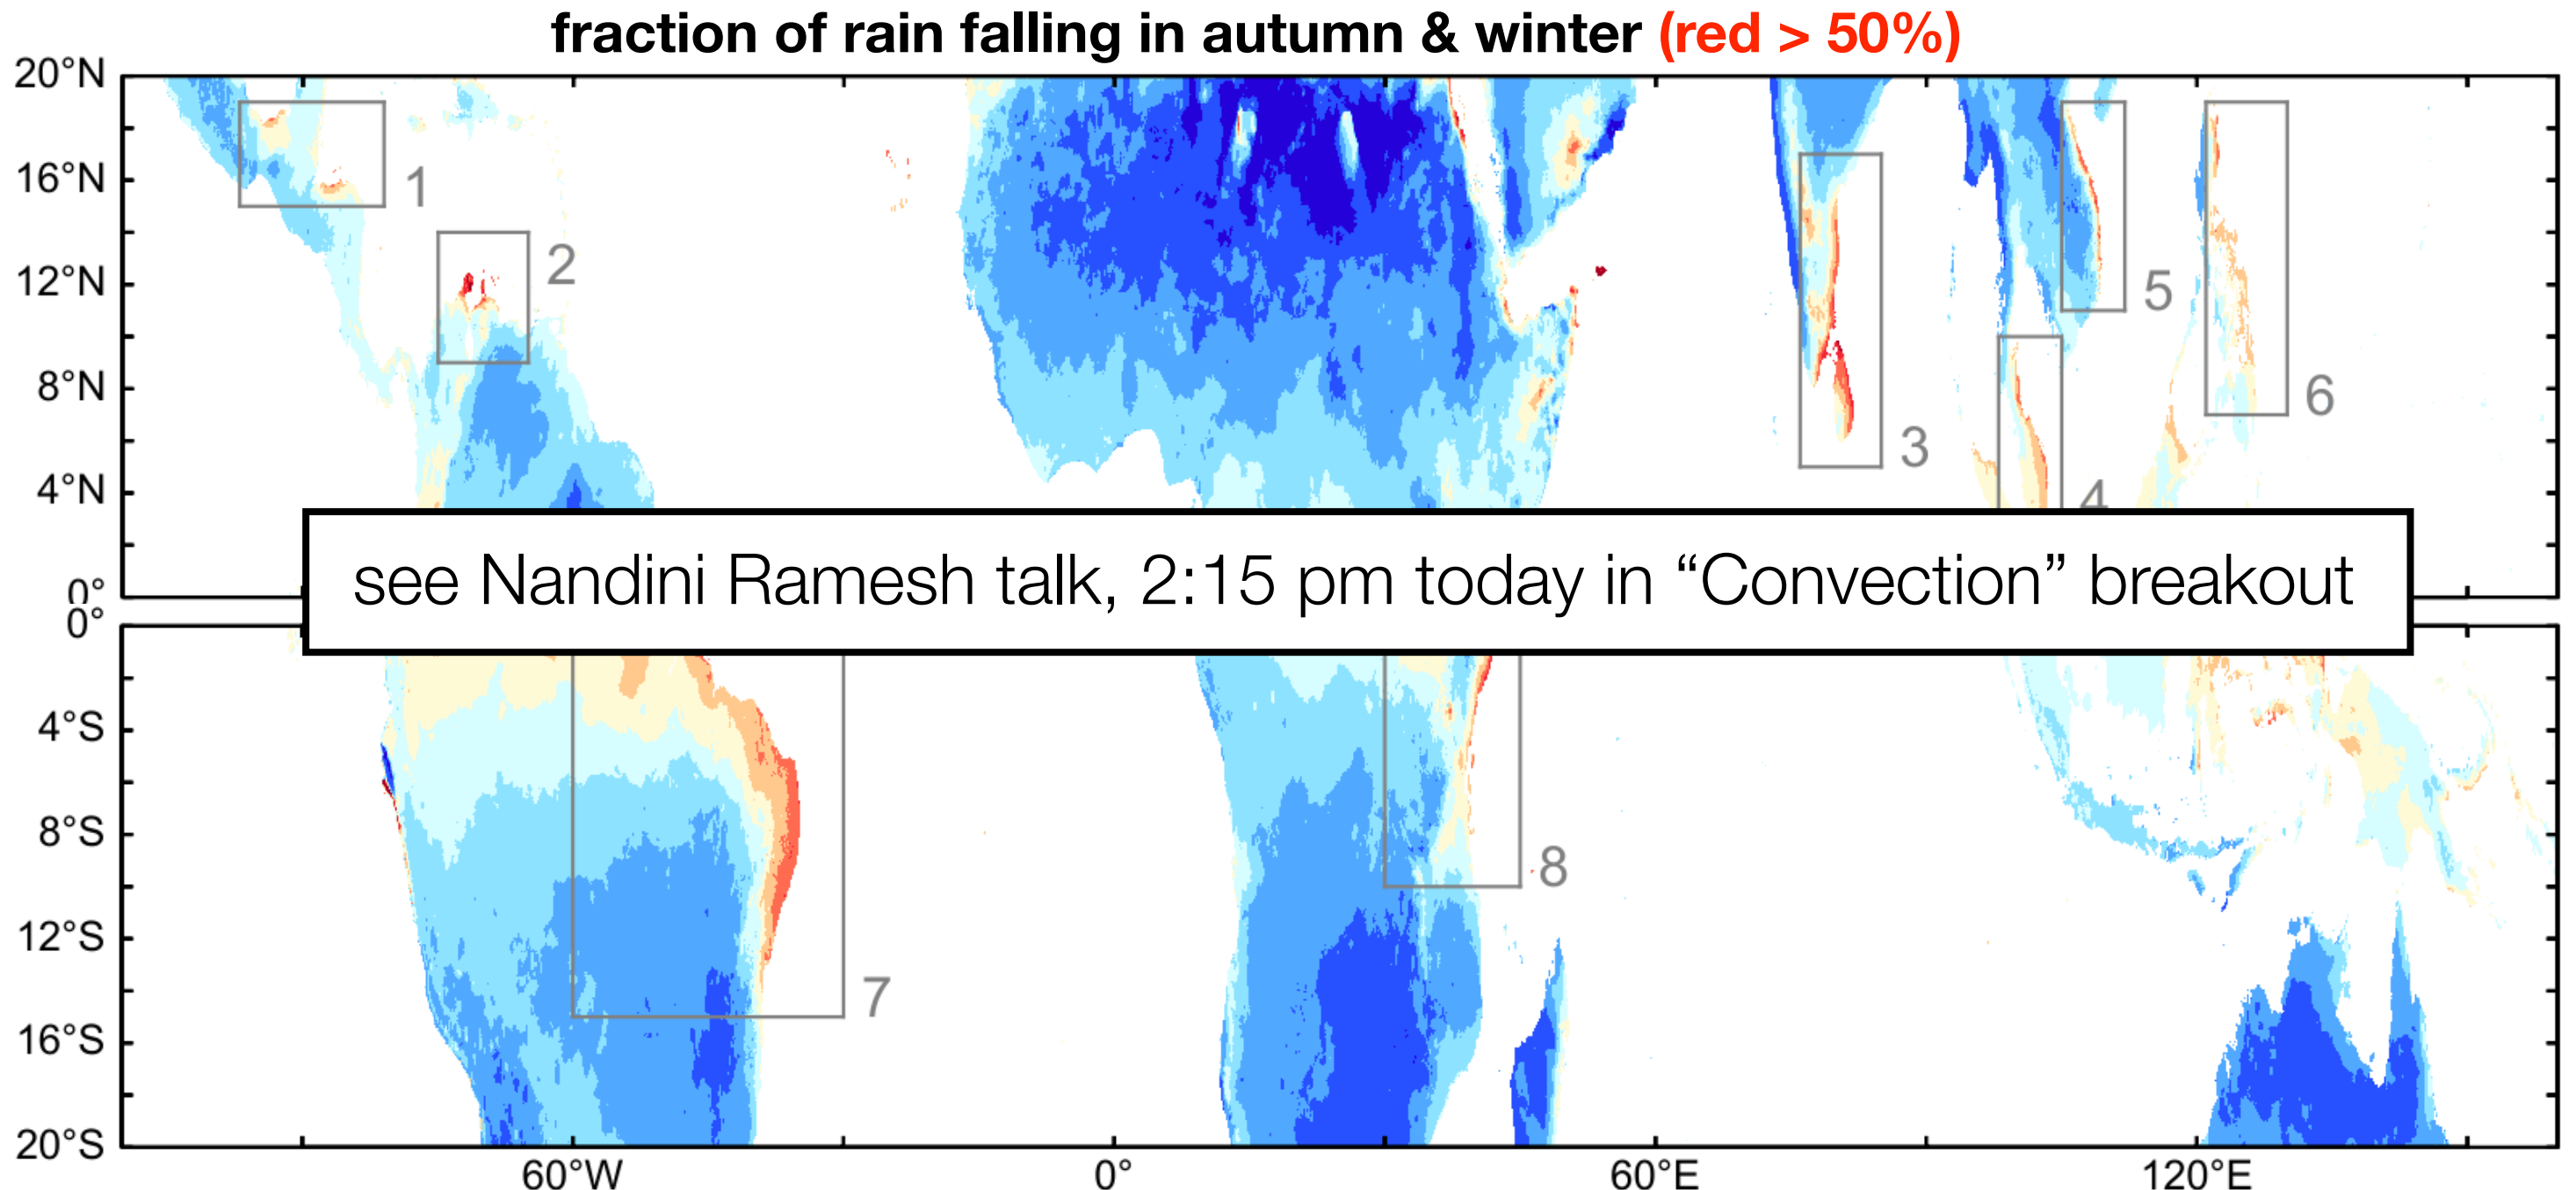 fraction of rain falling in autumn & winter (red > 50%)
20°N
16°N
1
2
12°N
5
8°N
6
3
4°N
4
see Nandini Ramesh talk, 2:15 pm today in “Convection” breakout
0°
0°
4°S
8°S
8
12°S
7
16°S
20°S
60°W 0° 60°E 120°E